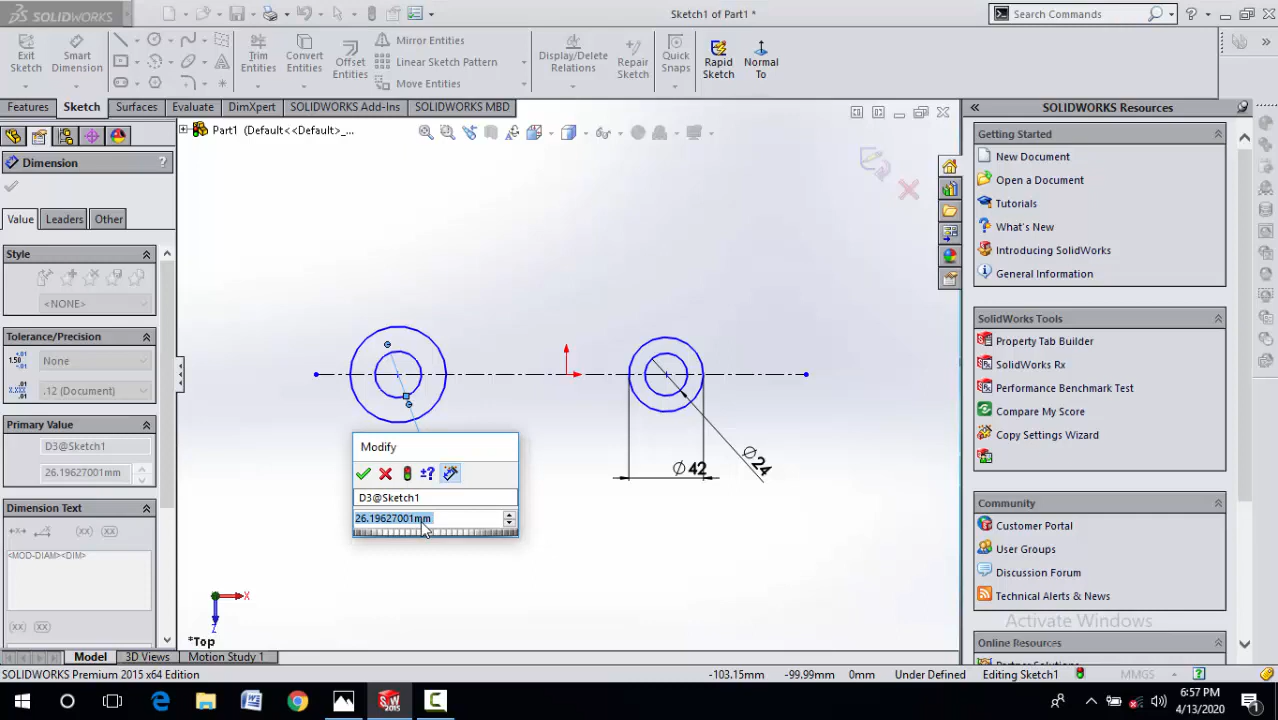 SOLIDWORKS
Sketch1 of Part1 *
Search Commands
Exit Sketch
Smart Dimension
Trim Entities
Convert Entities
Offset Entities
Mirror Entities
Linear Sketch Pattern
Move Entities
Display/Delete Relations
Repair Sketch
Quick Snaps
Rapid Sketch
Normal To
Features
Sketch
Surfaces
Evaluate
DimXpert
SOLIDWORKS Add-Ins
SOLIDWORKS MBD
Part1 (Default<<Default>_...
SOLIDWORKS Resources
Dimension
?
Value
Leaders
Other
Style
<NONE>
Tolerance/Precision
None
.12 (Document)
Primary Value
D3@Sketch1
26.19627001mm
Dimension Text
<MOD-DIAM><DIM>
Modify
D3@Sketch1
26.19627001mm
Ø42
Ø24
X
Z
*Top
Getting Started
New Document
Open a Document
Tutorials
What's New
Introducing SolidWorks
General Information
SolidWorks Tools
Property Tab Builder
SolidWorks Rx
Performance Benchmark Test
Compare My Score
Copy Settings Wizard
Community
Customer Portal
User Groups
Discussion Forum
Technical Alerts & News
Activate Windows
Online Resources
Model
3D Views
Motion Study 1
SOLIDWORKS Premium 2015 x64 Edition
-103.15mm
-99.99mm
0mm
Under Defined
Editing Sketch1
MMGS
6:57 PM
4/13/2020